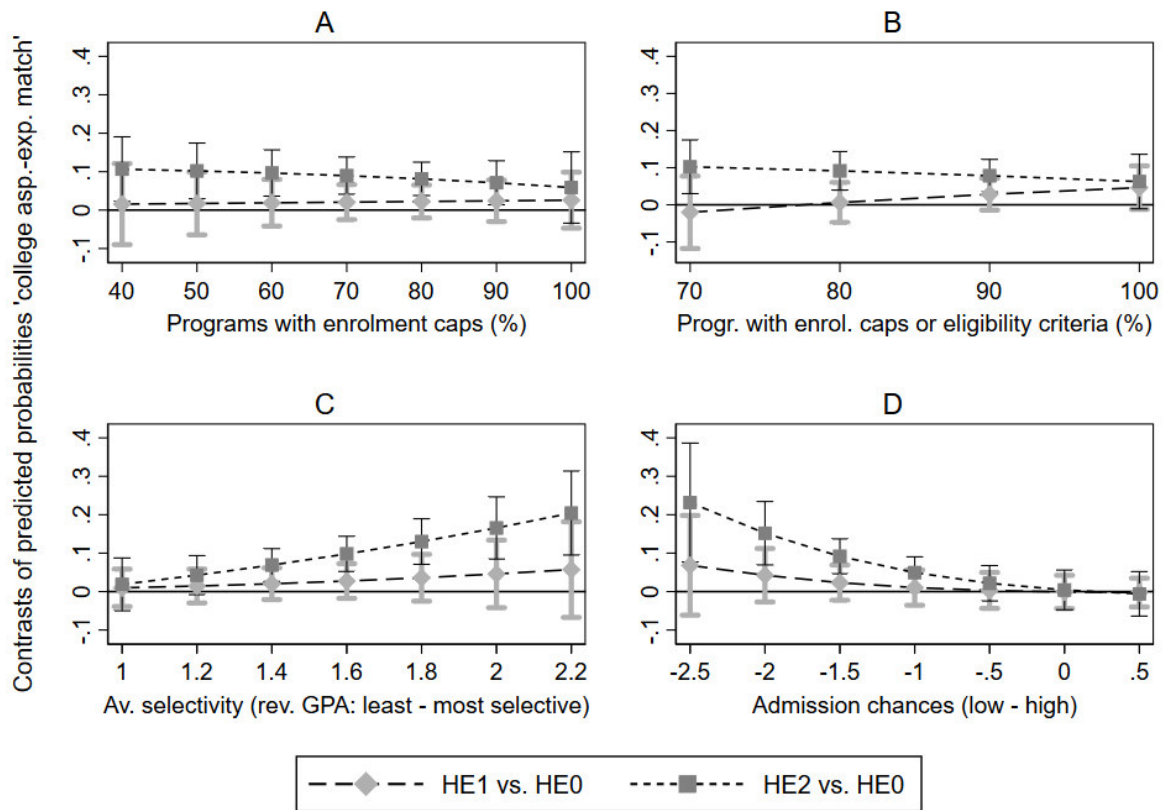 Contrasts of predicted probabilities 'college asp.-exp. match'
A
.4
.3
.2
.1
0
-.1
40 50 60 70 80 90 100
Programs with enrolment caps (%)
B
.4
.3
.2
.1
0
-.1
70 80 90 100
Progr. with enrol. caps or eligibility criteria (%)
C
.4
.3
.2
.1
0
-.1
1 1.2 1.4 1.6 1.8 2 2.2
Av. selectivity (rev. GPA: least - most selective)
D
.4
.3
.2
.1
0
-.1
-2.5 -2 -1.5 -1 -.5 0 .5
Admission chances (low - high)
HE1 vs. HE0 HE2 vs. HE0